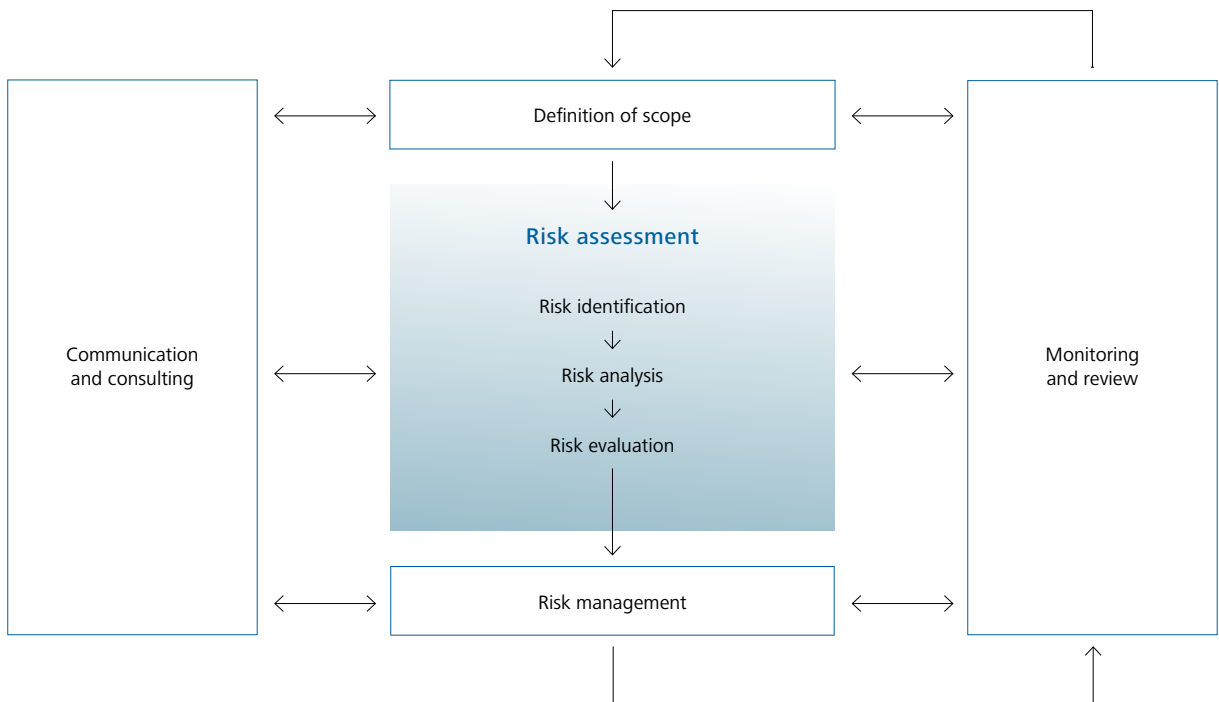 Definition of scope
Risk assessment
Risk identification
Risk analysis
Risk evaluation
Communication
and consulting
Monitoring
and review
Risk management